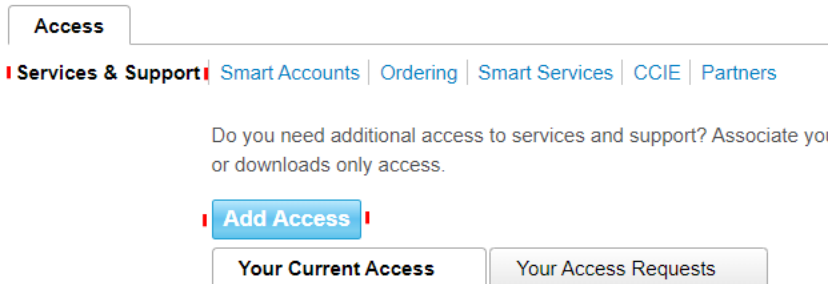 Access
Services & Support Smart Accounts Ordering Smart Services CCIE Partners
Do you need additional access to services and support? Associate
or downloads only access.
Add Access
Your Current Access Your Access Requests